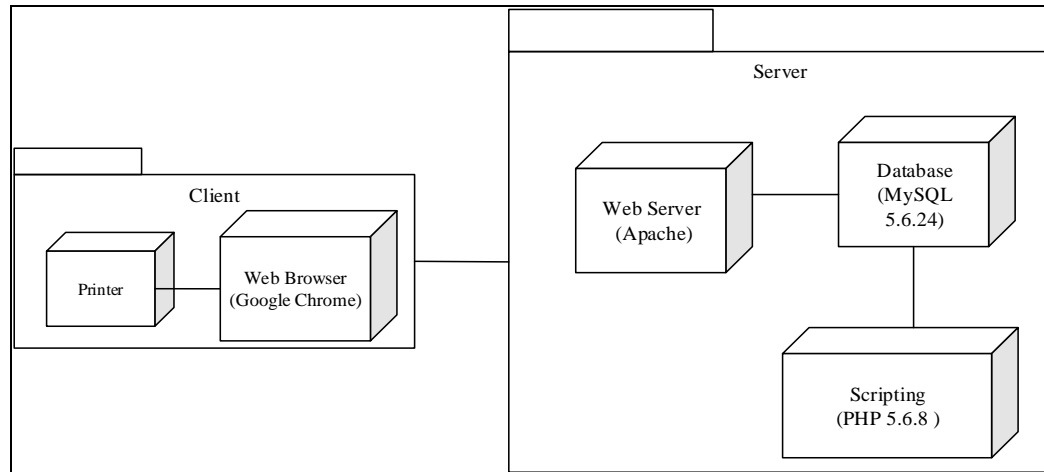 Server
Client
Printer
Web Browser
(Google Chrome)
Web Server
(Apache)
Database
(MySQL
5.6.24)
Scripting
(PHP 5.6.8 )